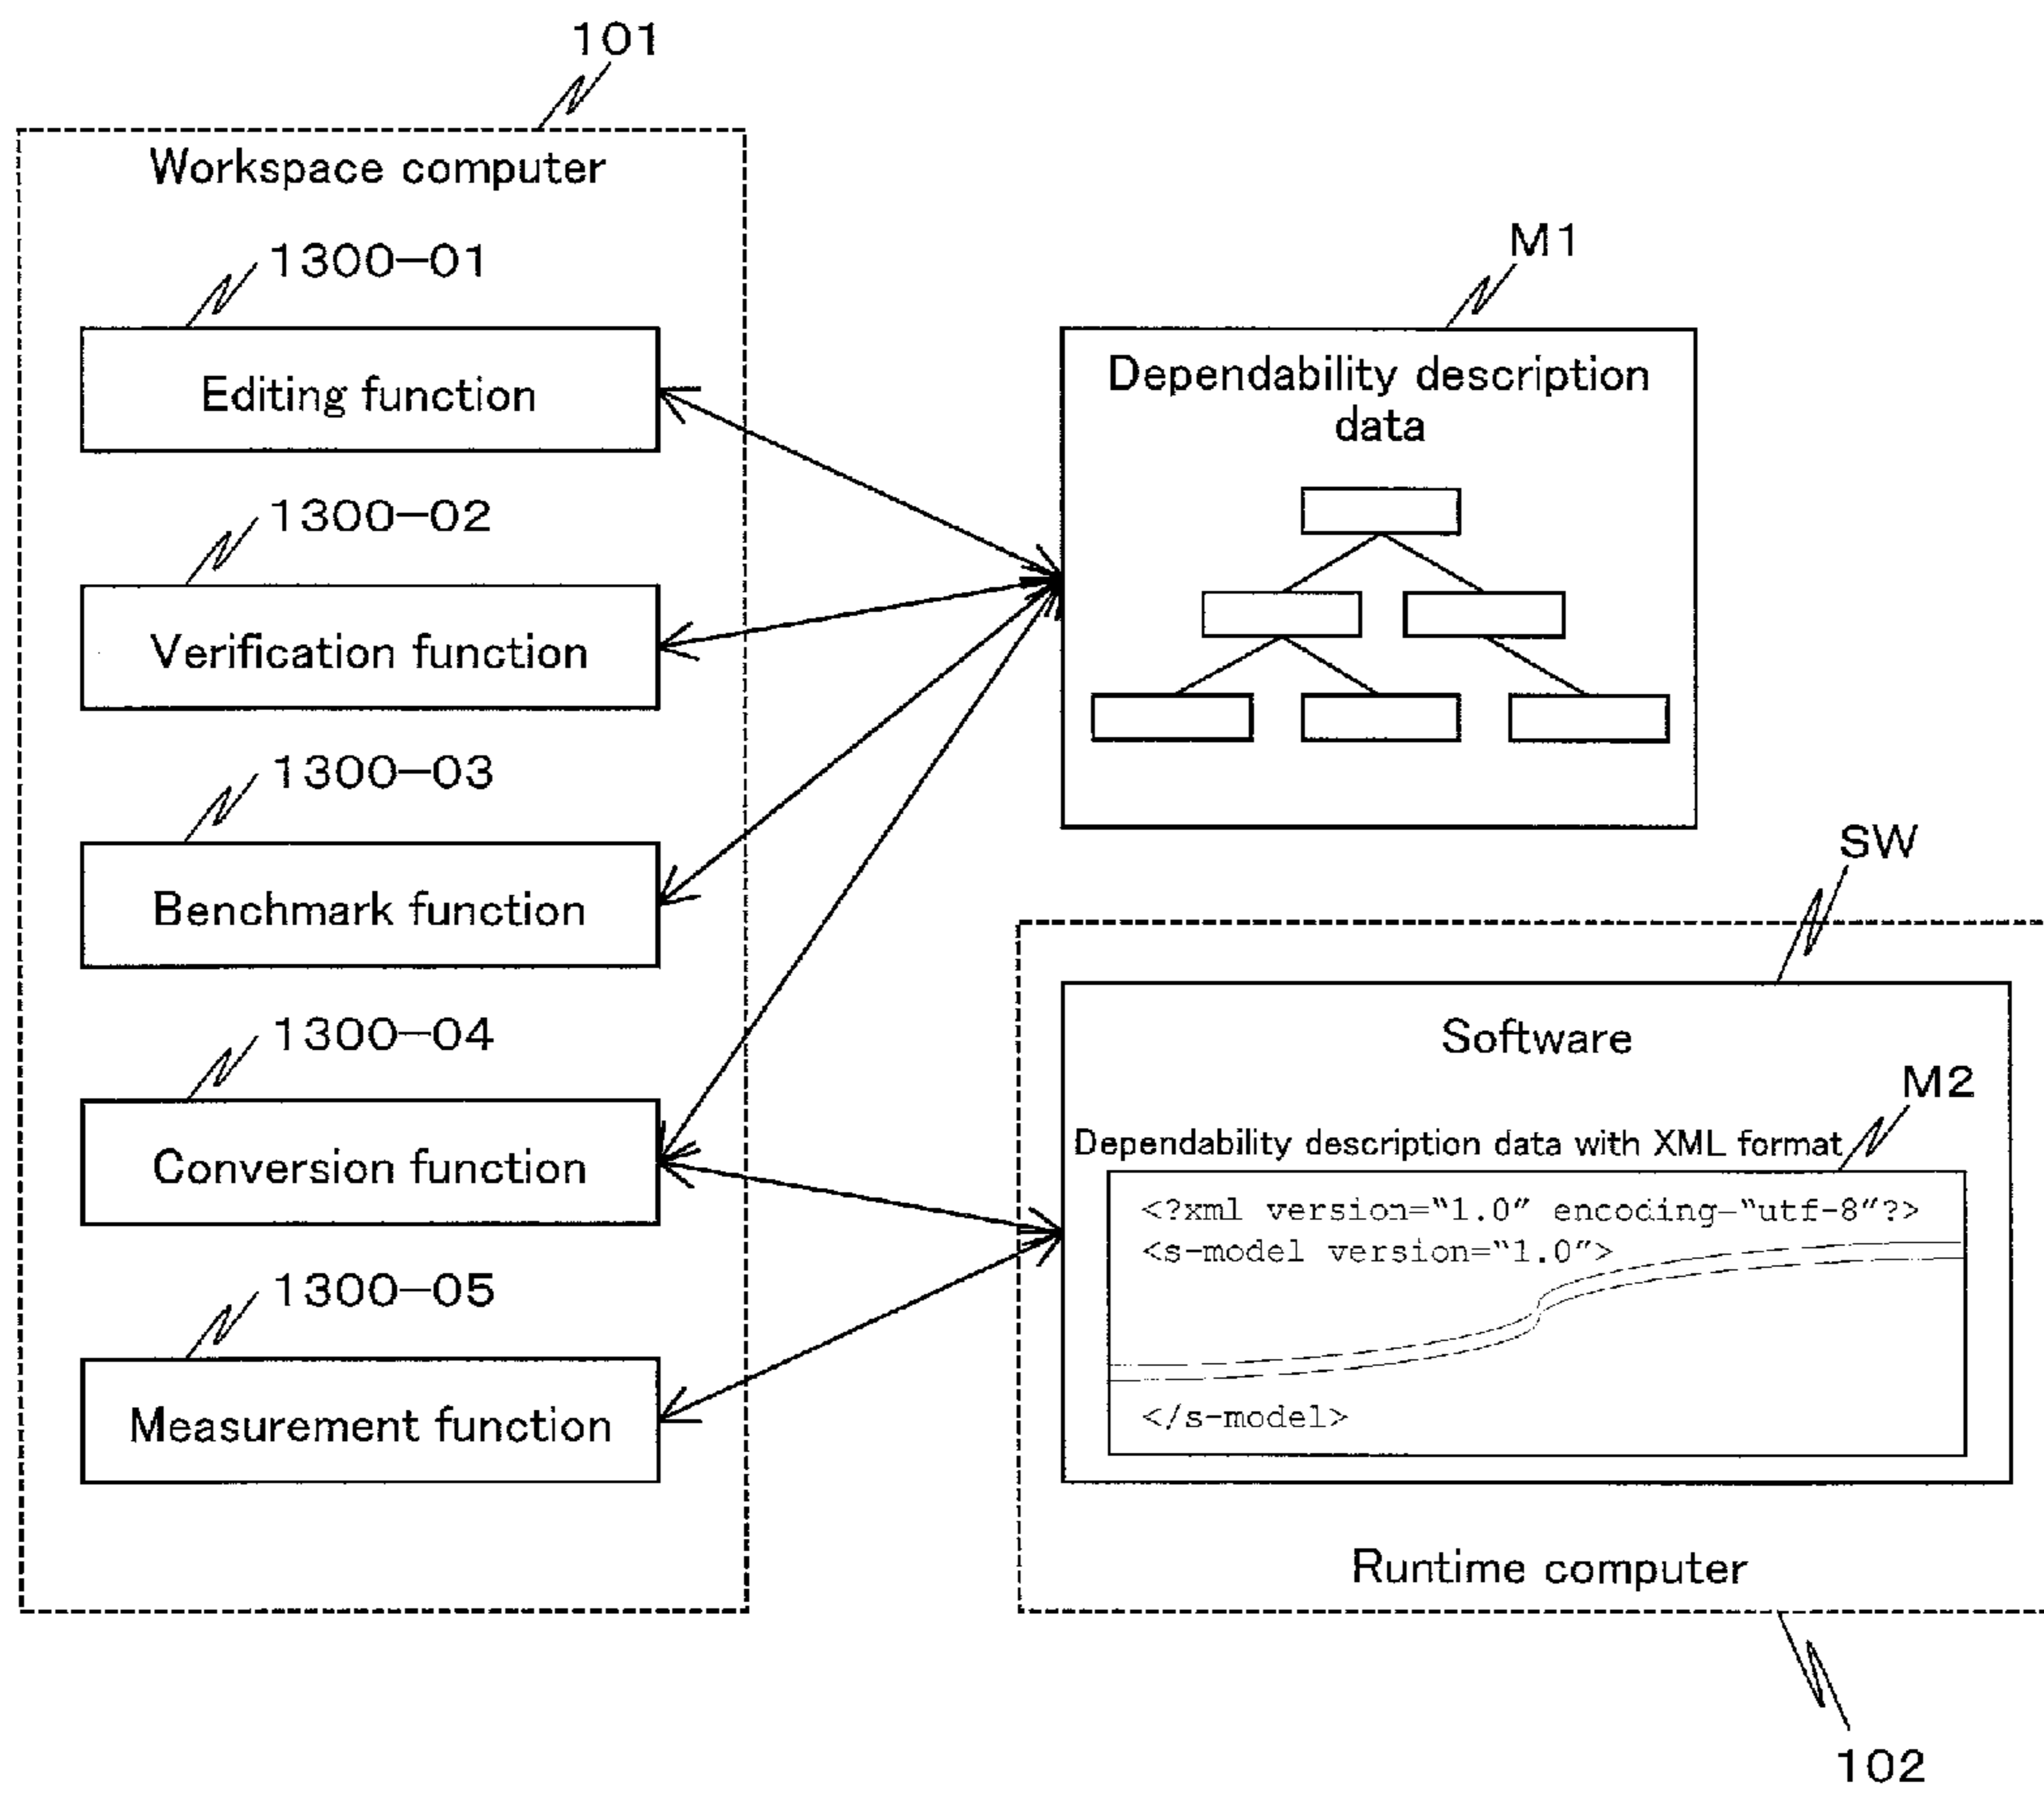 101
Workspace computer
1300-01
Editing function
1300-02
Verification function
1300-03
Benchmark function
1300-04
Conversion function
1300-05
Measurement function
M1
Dependability description
data
SW
Software
M2
Dependability description data with XML format
<?xml version=“1.0” encoding=“utf-8”?>
<s-model version=“1.0”>
</s-model>
Runtime computer
102